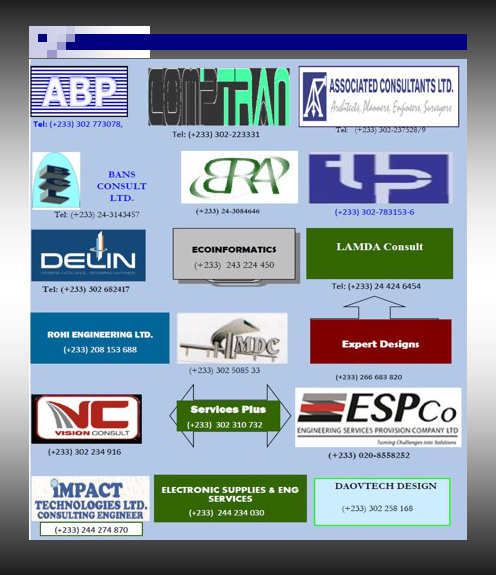 ABP
Tel: (+233) 302 773078,
COMPTRAN
Tel: (+233) 302-223331
ASSOCIATED CONSULTANTS LTD.
Architects, Planners, Engineers, Surveyors
Tel: (+233) 302-237528/9
BANS
CONSULT
LTD.
Tel: (+233) 24-3143457
BRA
(+233) 24-3084646
(+233) 302-783153-6
DELIN
Tel: (+233) 302 682417
ECOINFORMATICS
(+233) 243 224 450
LAMDA Consult
Tel: (+233) 24 424 6454
ROHI ENGINEERING LTD.
(+233) 208 153 688
MDC
(+233) 302 5085 33
Expert Designs
(+233) 266 683 820
VC
VISION CONSULT
(+233) 302 234 916
Services Plus
(+233) 302 310 732
ESPCo
ENGINEERING SERVICES PROVISION COMPANY LTD
Turning Challenges into Solutions
(+233) 020-8558252
iMPACT
TECHNOLOGIES LTD.
CONSULTING ENGINEER
(+233) 244 274 870
ELECTRONIC SUPPLIES & ENG
SERVICES
(+233) 244 234 030
DAOVTECH DESIGN
(+233) 302 258 168